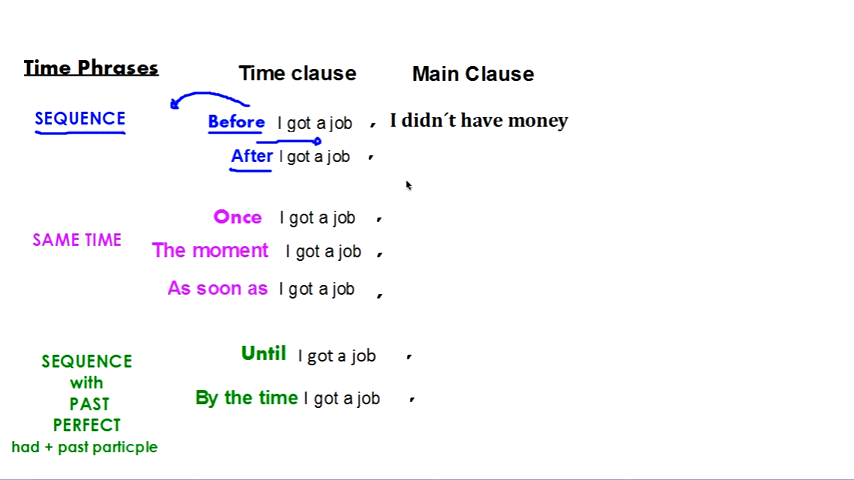 Time Phrases Time clause Main Clause
SEQUENCE Before I got a job , I didn´t have money
After I got a job ,
Once I got a job ,
SAME TIME
The moment I got a job ,
As soon as I got a job ,
Until I got a job ,
SEQUENCE
with
PAST
By the time I got a job ,
PERFECT
had + past particple